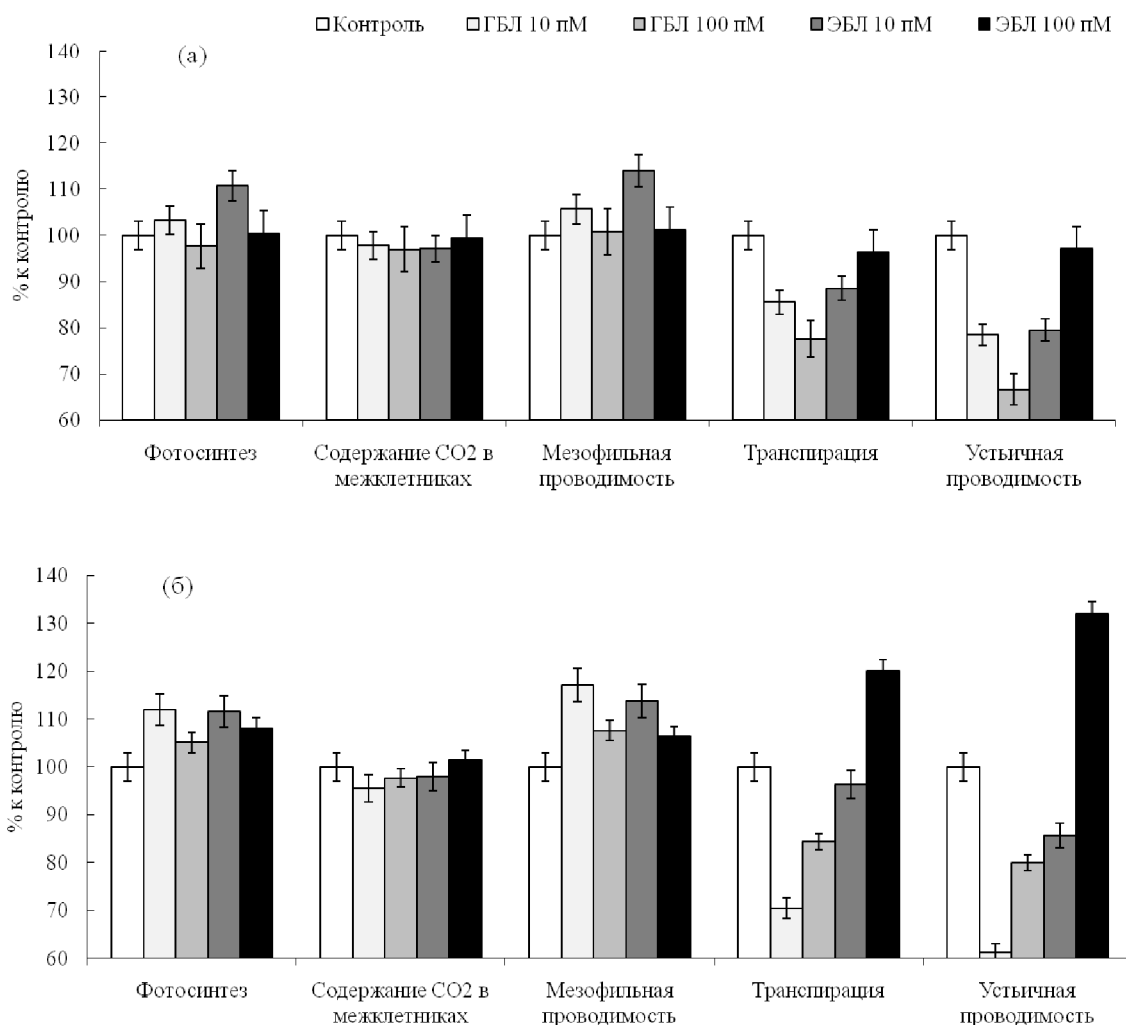 Контроль ГБЛ 10 пМ ГБЛ 100 пМ ЭБЛ 10 пМ ЭБЛ 100 пМ
(а)
% к контролю
140
130
120
110
100
90
80
70
60
Фотосинтез
Содержание СО2 в
межклетниках
Мезофильная
проводимость
Транспирация
Устьичная
проводимость
(б)
% к контролю
140
130
120
110
100
90
80
70
60
Фотосинтез
Содержание СО2 в
межклетниках
Мезофильная
проводимость
Транспирация
Устьичная
проводимость